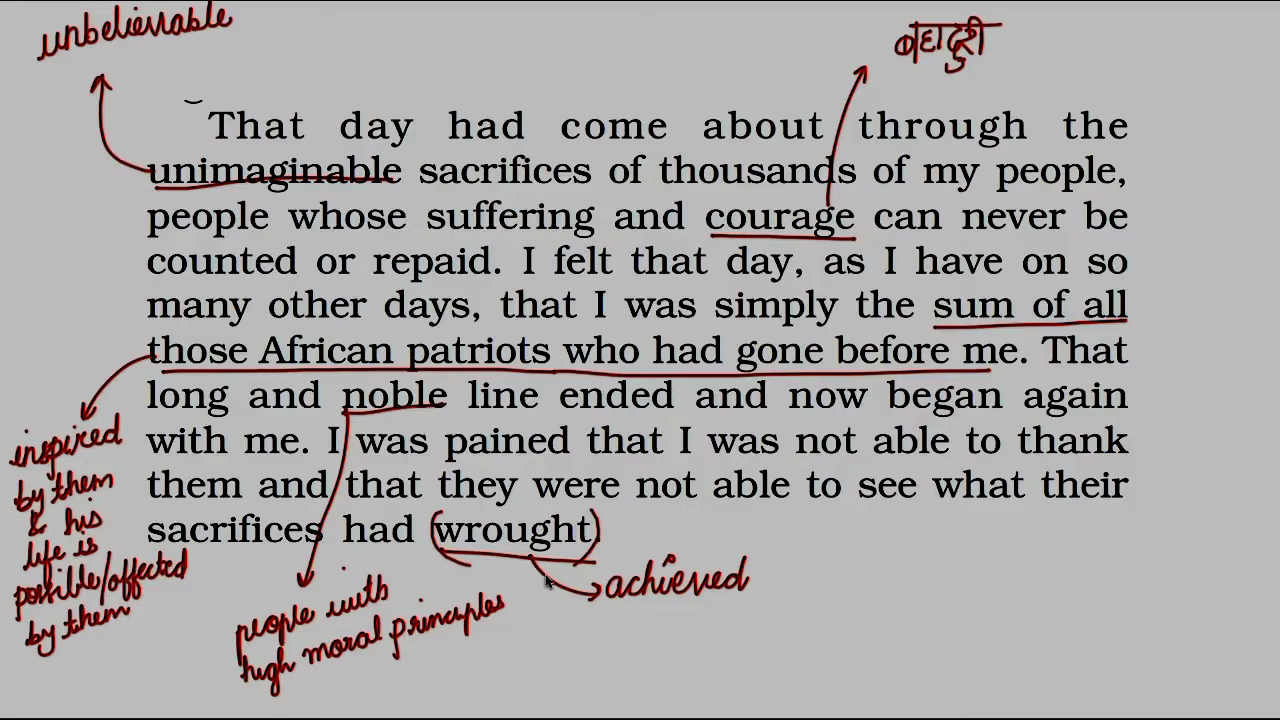 unbelievable
बहादुरी
That day had come about through the
unimaginable sacrifices of thousands of my people,
people whose suffering and courage can never be
counted or repaid. I felt that day, as I have on so
many other days, that I was simply the sum of all
those African patriots who had gone before me. That
long and noble line ended and now began again
with me. I was pained that I was not able to thank
them and that they were not able to see what their
sacrifices had (wrought)
inspired
by them
& his
life is
possible/affected
by them
achieved
people with
high moral principles